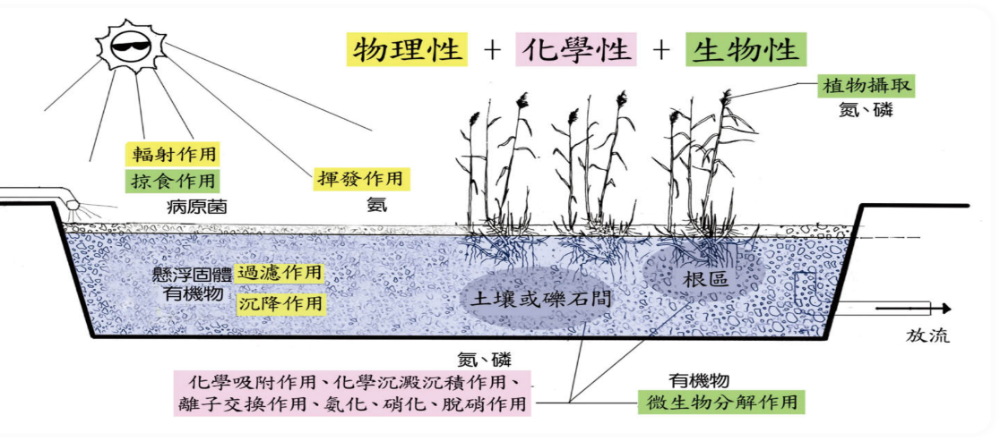 物理性 + 化學性 + 生物性
植物攝取
氮、磷
輻射作用
掠食作用
病原菌
揮發作用
氨
懸浮固體
有機物
過濾作用
沉降作用
土壤或礫石間
根區
放流
氮、磷
化學吸附作用、化學沉澱沉積作用、
離子交換作用、氨化、硝化、脫硝作用
有機物
微生物分解作用